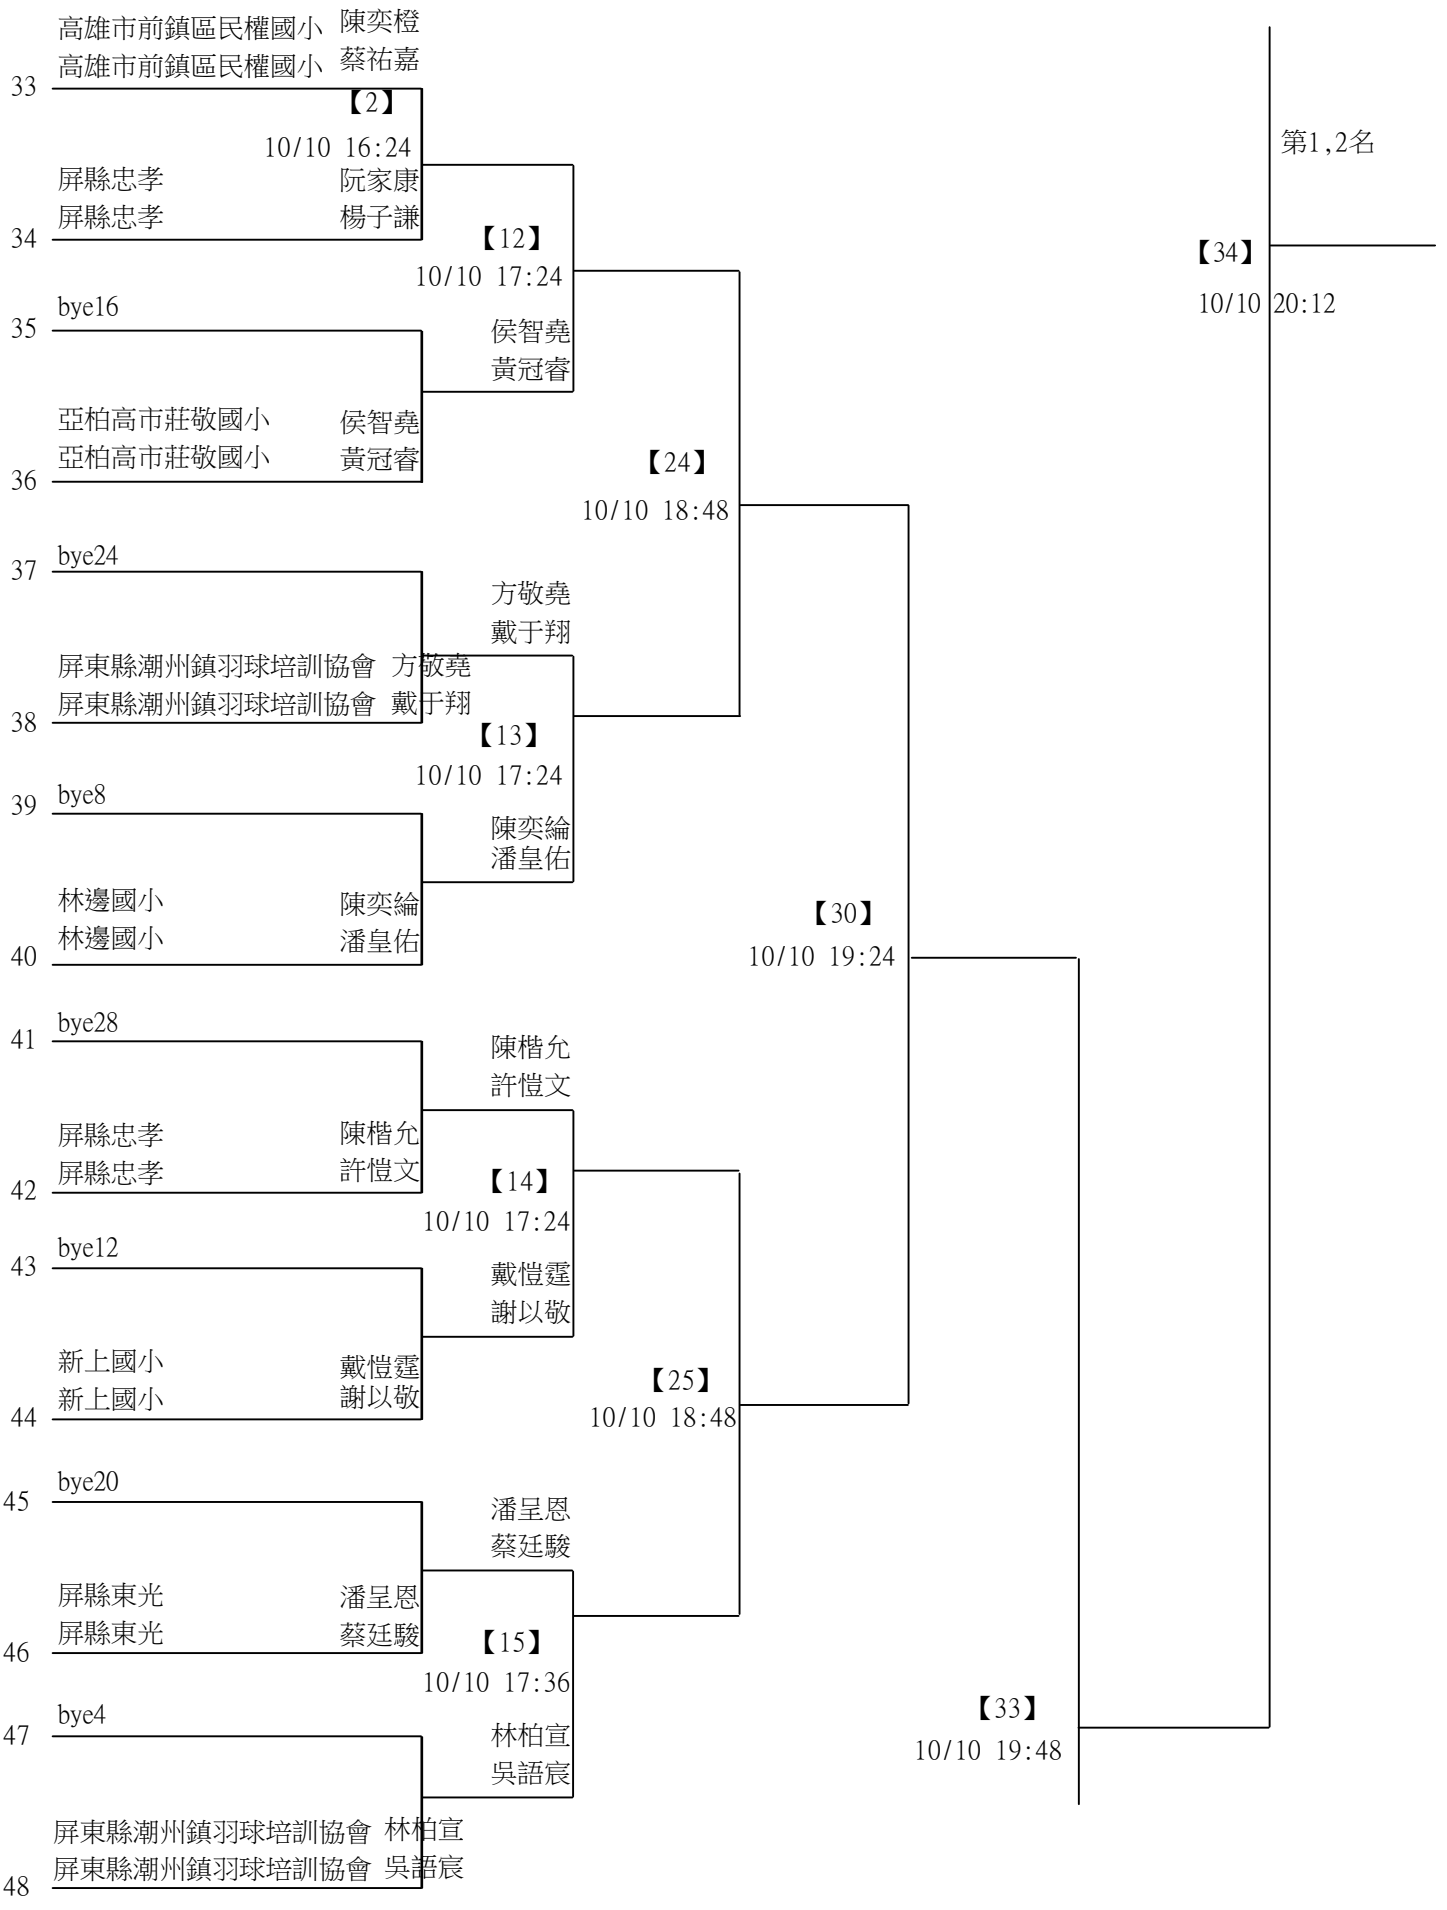 高雄市前鎮區民權國小 陳奕橙
高雄市前鎮區民權國小 蔡祐嘉
33
【2】
10/10 16:24
第1,2名
屏縣忠孝 阮家康
屏縣忠孝 楊子謙
34
【12】
10/10 17:24
【34】
10/10 20:12
bye16
35
侯智堯
黃冠睿
亞柏高市莊敬國小 侯智堯
亞柏高市莊敬國小 黃冠睿
36
【24】
10/10 18:48
bye24
37
方敬堯
戴于翔
屏東縣潮州鎮羽球培訓協會 方敬堯
屏東縣潮州鎮羽球培訓協會 戴于翔
38
【13】
10/10 17:24
bye8
39
陳奕綸
潘皇佑
林邊國小 陳奕綸
林邊國小 潘皇佑
40
【30】
10/10 19:24
bye28
41
陳楷允
許愷文
屏縣忠孝 陳楷允
屏縣忠孝 許愷文
42
【14】
10/10 17:24
bye12
43
戴愷霆
謝以敬
新上國小 戴愷霆
新上國小 謝以敬
44
【25】
10/10 18:48
bye20
45
潘呈恩
蔡廷駿
屏縣東光 潘呈恩
屏縣東光 蔡廷駿
46
【15】
10/10 17:36
bye4
47
【33】
10/10 19:48
林柏宣
吳語宸
屏東縣潮州鎮羽球培訓協會 林柏宣
屏東縣潮州鎮羽球培訓協會 吳語宸
48